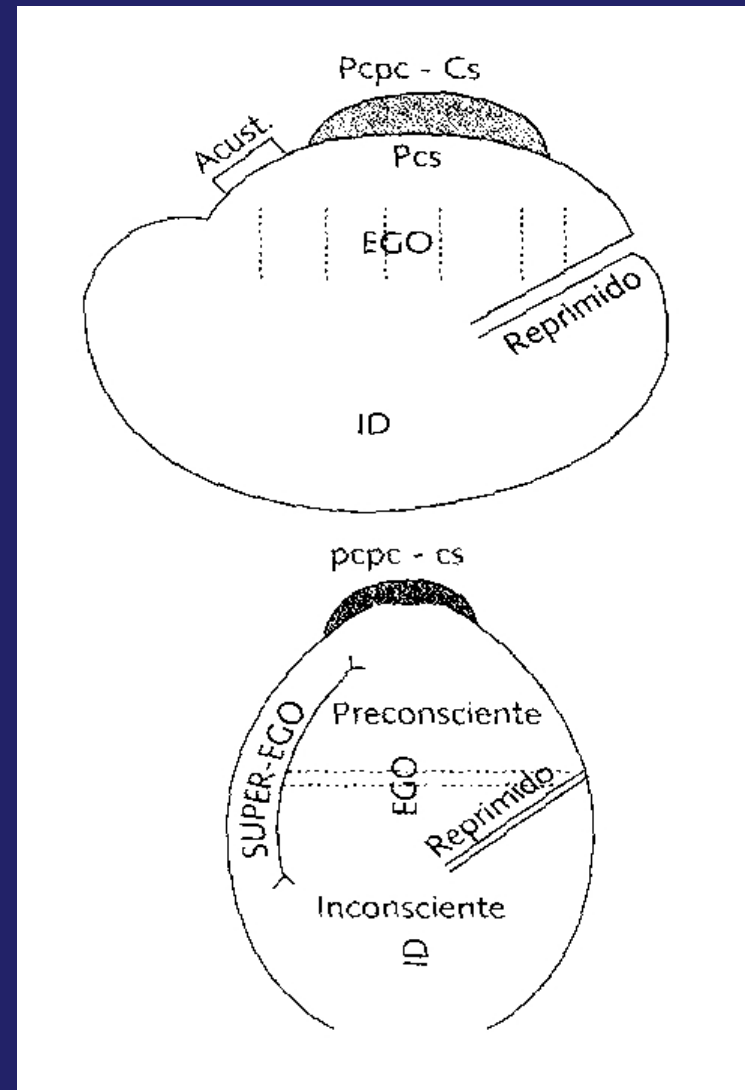 Pcpc - Cs
Acust.
Pcs
EGO
Reprimido
ID
pcpc - cs
SUPER-EGO
Preconsciente
EGO
Reprimido
Inconsciente
ID